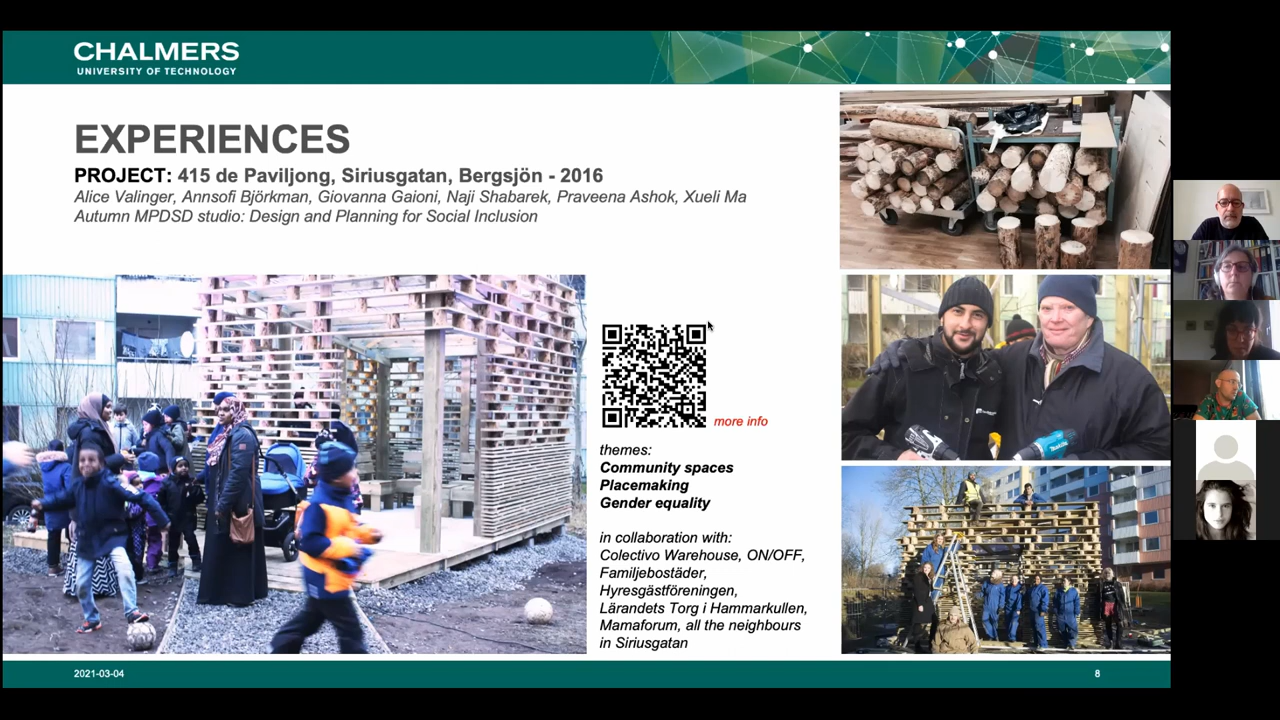 CHALMERS
UNIVERSITY OF TECHNOLOGY
EXPERIENCES
PROJECT: 415 de Paviljong, Siriusgatan, Bergsjön - 2016
Alice Valinger, Annsofi Björkman, Giovanna Gaioni, Naji Shabarek, Praveena Ashok, Xueli Ma
Autumn MPDSD studio: Design and Planning for Social Inclusion
more info
themes:
Community spaces
Placemaking
Gender equality
in collaboration with:
Colectivo Warehouse, ON/OFF,
Familjebostäder,
Hyresgästföreningen,
Lärandets Torg i Hammarkullen,
Mamaforum, all the neighbours
in Siriusgatan
2021-03-04
8